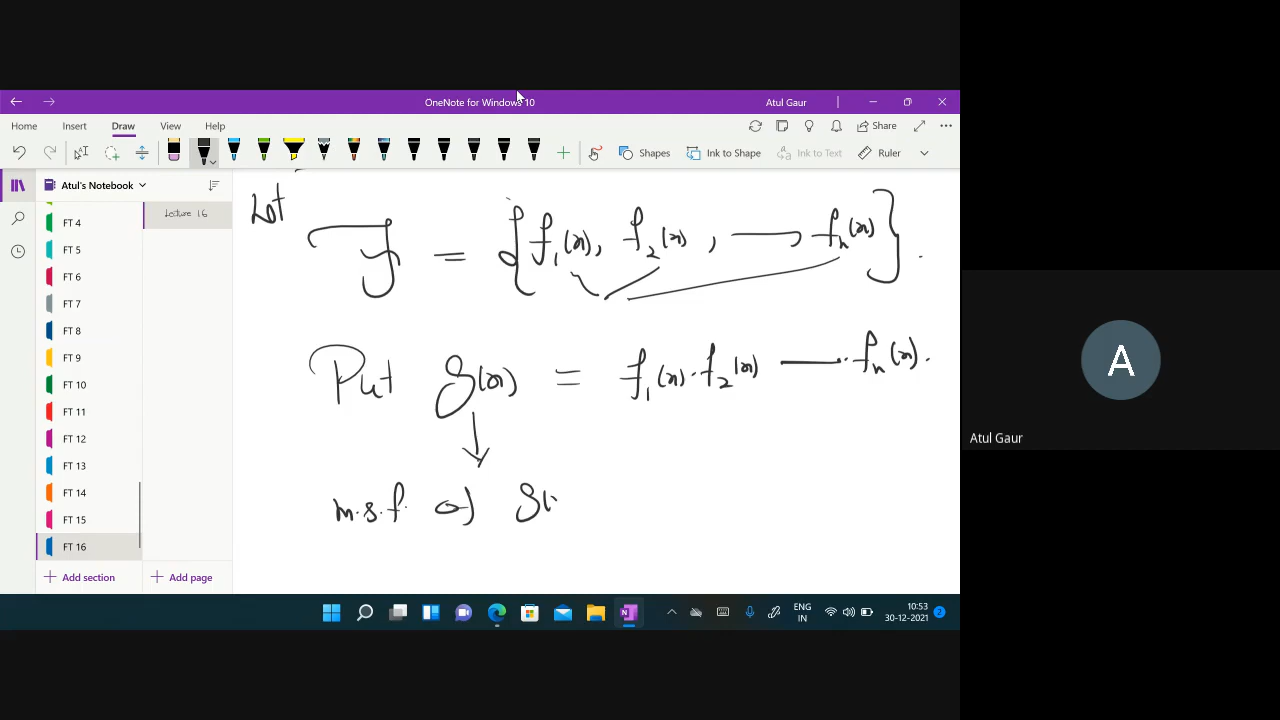 OneNote for Windows 10
Atul Gaur
Home Insert Draw View Help
Share
Shapes Ink to Shape Ink to Text Ruler
Atul's Notebook
Lecture 16
FT 4
FT 5
FT 6
FT 7
FT 8
FT 9
FT 10
FT 11
FT 12
FT 13
FT 14
FT 15
FT 16
Add section Add page
Let
F = {f₁(x), f₂(x), — fₙ(x)}.
Put g(x) = f₁(x)·f₂(x) —· fₙ(x).
↓
m.s.f. of g(
Atul Gaur
A
ENG
IN
10:53
30-12-2021
2